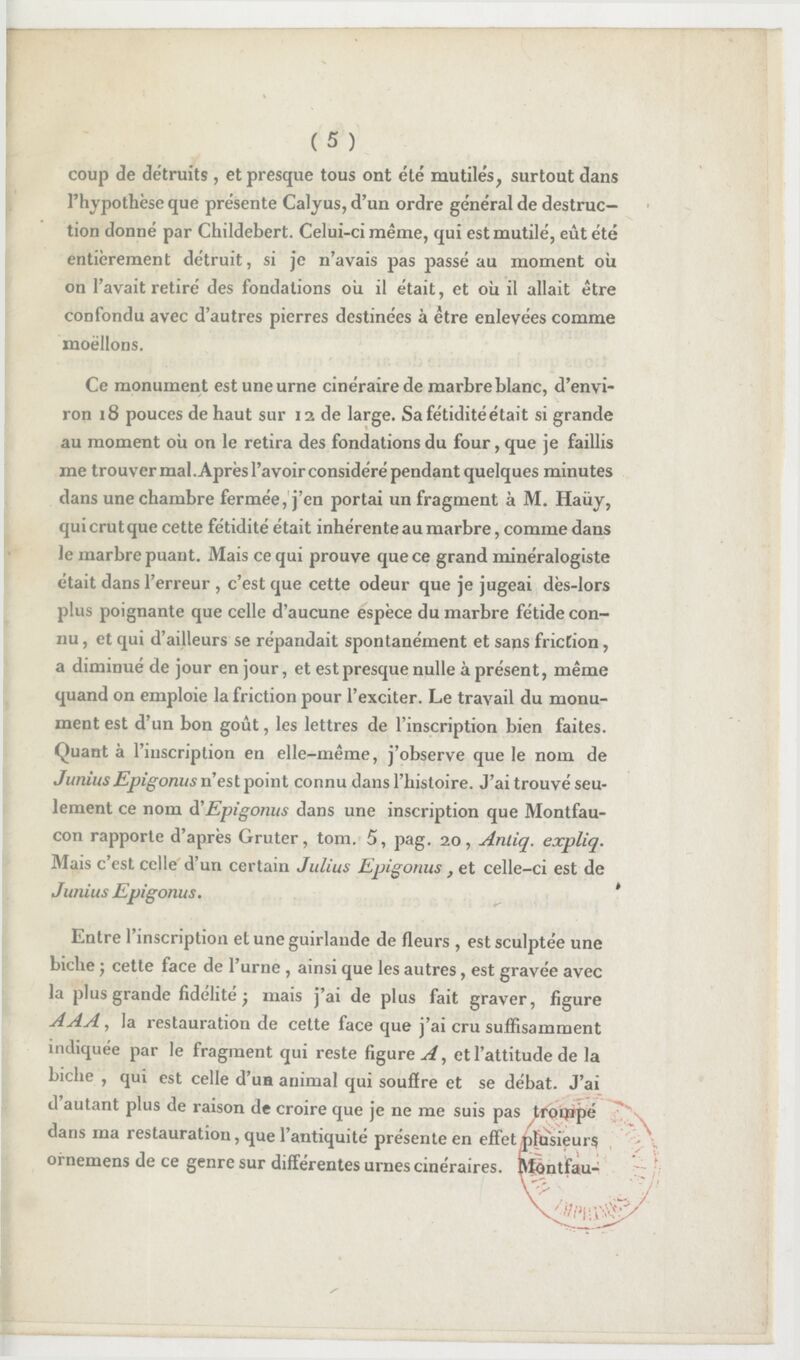 ( 5 )
coup de détruits , et presque tous ont été mutilés, surtout dans
l'hypothèse que présente Calyus, d'un ordre général de destruc-
tion donné par Childebert. Celui-ci même, qui est mutilé, eût été
entièrement détruit, si je n'avais pas passé au moment où
on l'avait retiré des fondations où il était, et où il allait être
confondu avec d'autres pierres destinées à être enlevées comme
moëllons.
Ce monument est une urne cinéraire de marbre blanc, d'envi-
ron 18 pouces de haut sur 12 de large. Sa fétidité était si grande
au moment où on le retira des fondations du four, que je faillis
me trouver mal. Après l'avoir considéré pendant quelques minutes
dans une chambre fermée, j'en portai un fragment à M. Haüy,
qui crut que cette fétidité était inhérente au marbre, comme dans
le marbre puant. Mais ce qui prouve que ce grand minéralogiste
était dans l'erreur , c'est que cette odeur que je jugeai dès-lors
plus poignante que celle d'aucune espèce du marbre fétide con-
nu, et qui d'ailleurs se répandait spontanément et sans friction,
a diminué de jour en jour, et est presque nulle à présent, même
quand on emploie la friction pour l'exciter. Le travail du monu-
ment est d'un bon goût, les lettres de l'inscription bien faites.
Quant à l'inscription en elle-même, j'observe que le nom de
Junius Epigonus n'est point connu dans l'histoire. J'ai trouvé seu-
lement ce nom d'Epigonus dans une inscription que Montfau-
con rapporte d'après Gruter, tom. 5, pag. 20, Antiq. expliq.
Mais c'est celle d'un certain Julius Epigonus , et celle-ci est de
Junius Epigonus.
Entre l'inscription et une guirlande de fleurs , est sculptée une
biche ; cette face de l'urne , ainsi que les autres, est gravée avec
la plus grande fidélité ; mais j'ai de plus fait graver, figure
AAA, la restauration de cette face que j'ai cru suffisamment
indiquée par le fragment qui reste figure A, et l'attitude de la
biche , qui est celle d'un animal qui souffre et se débat. J'ai
d'autant plus de raison de croire que je ne me suis pas trompé
dans ma restauration, que l'antiquité présente en effet plusieurs
ornemens de ce genre sur différentes urnes cinéraires. Montfau-